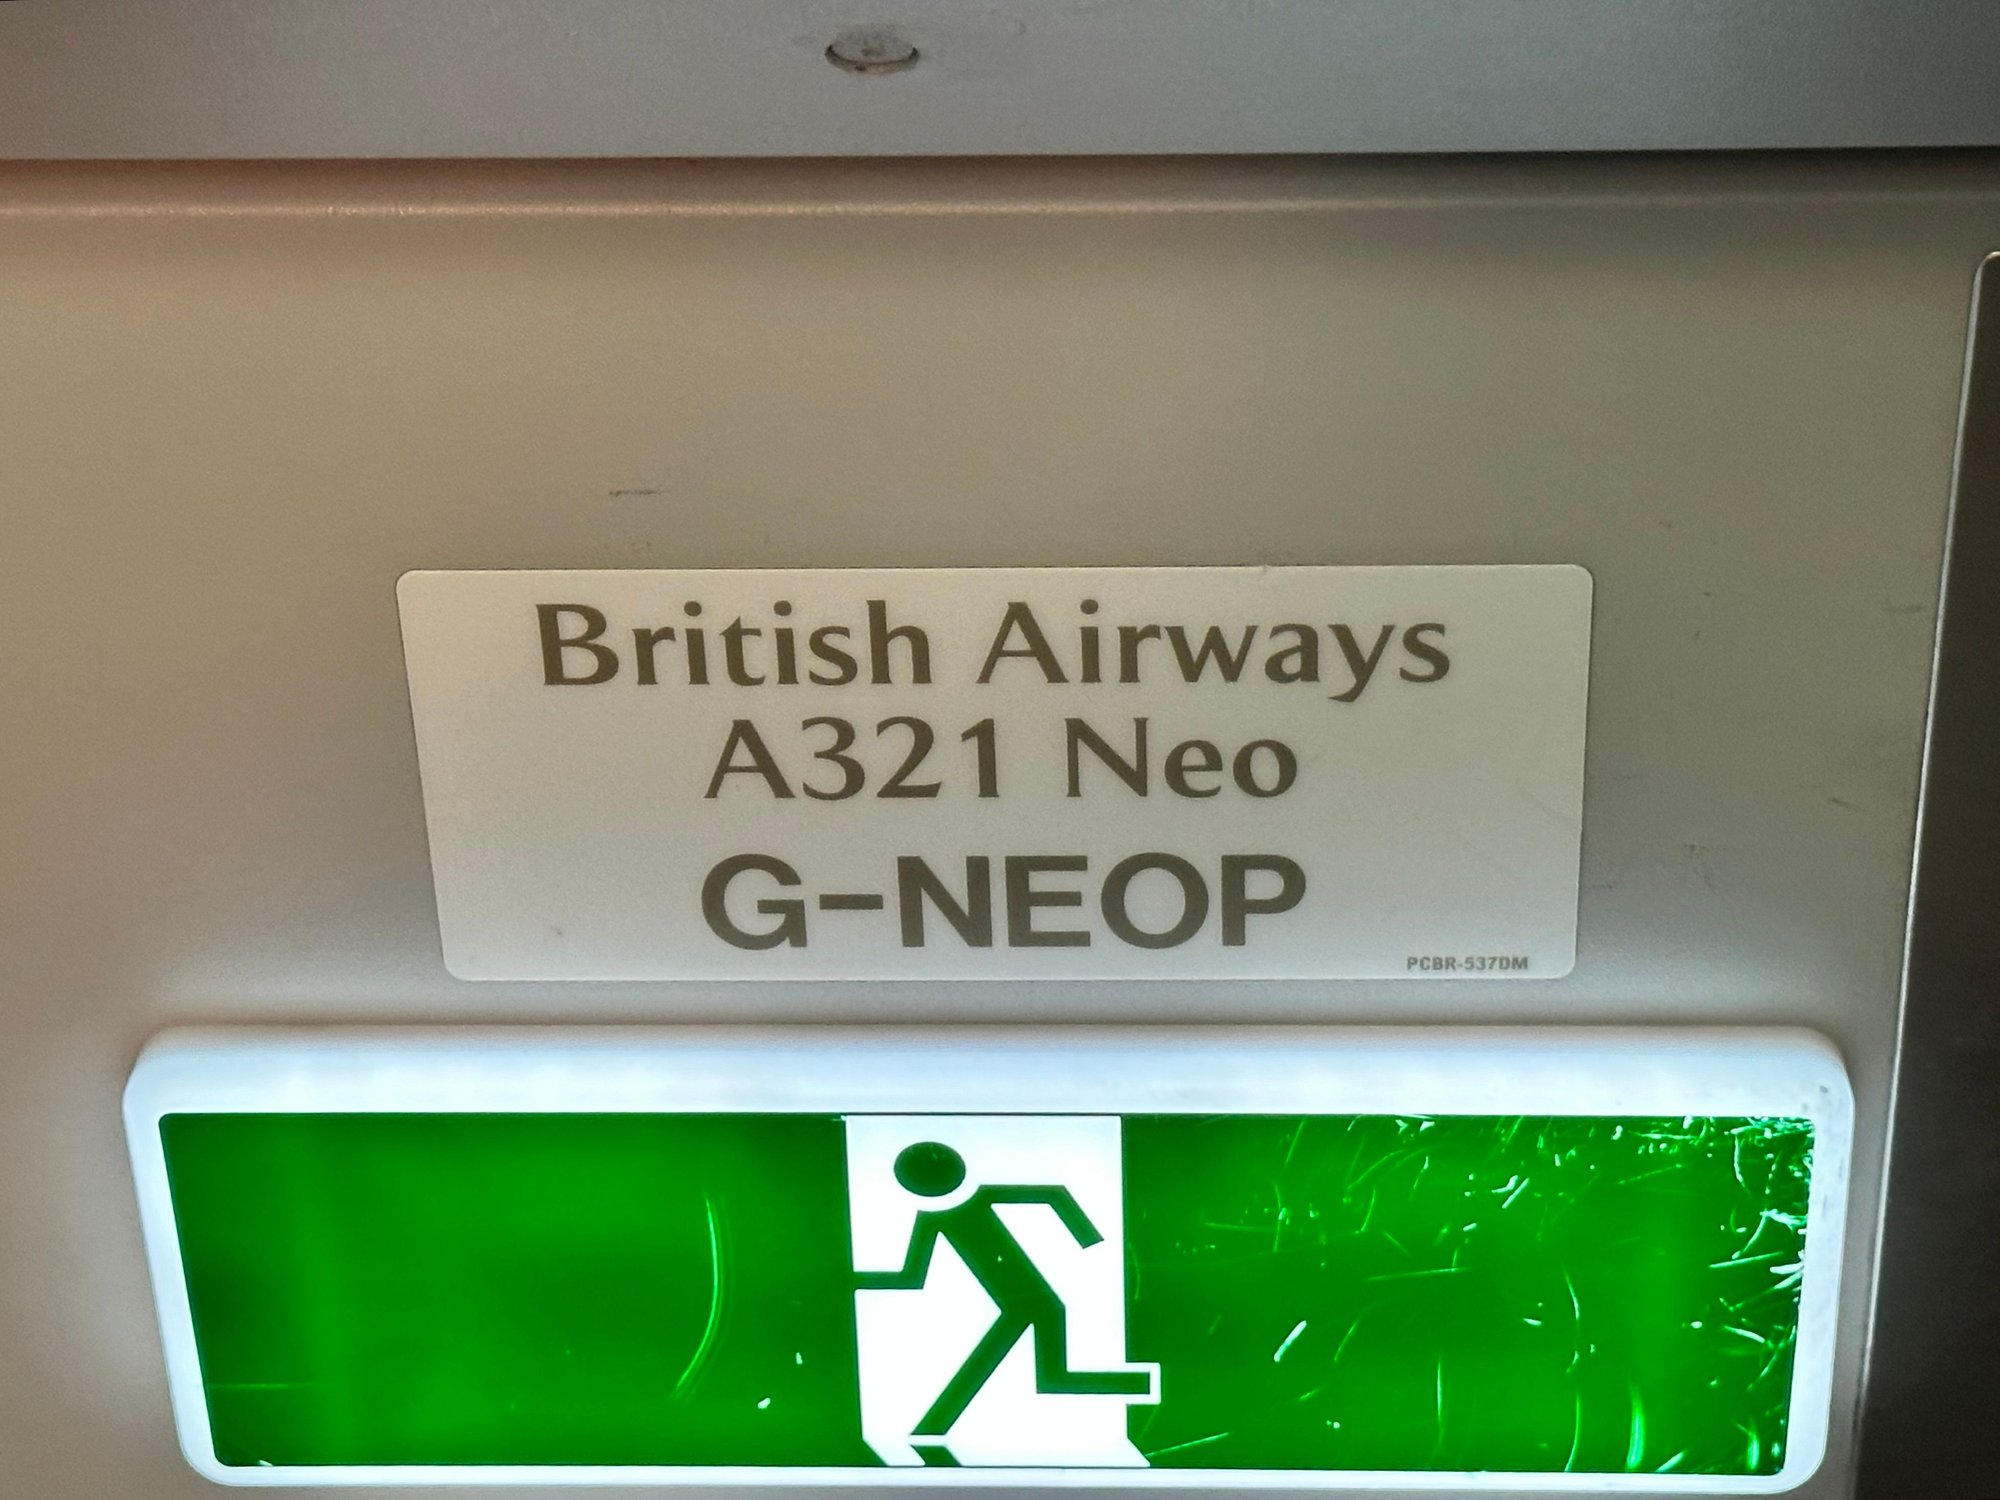 British Airways
A321 Neo
G-NEOP
PCBR-537DM